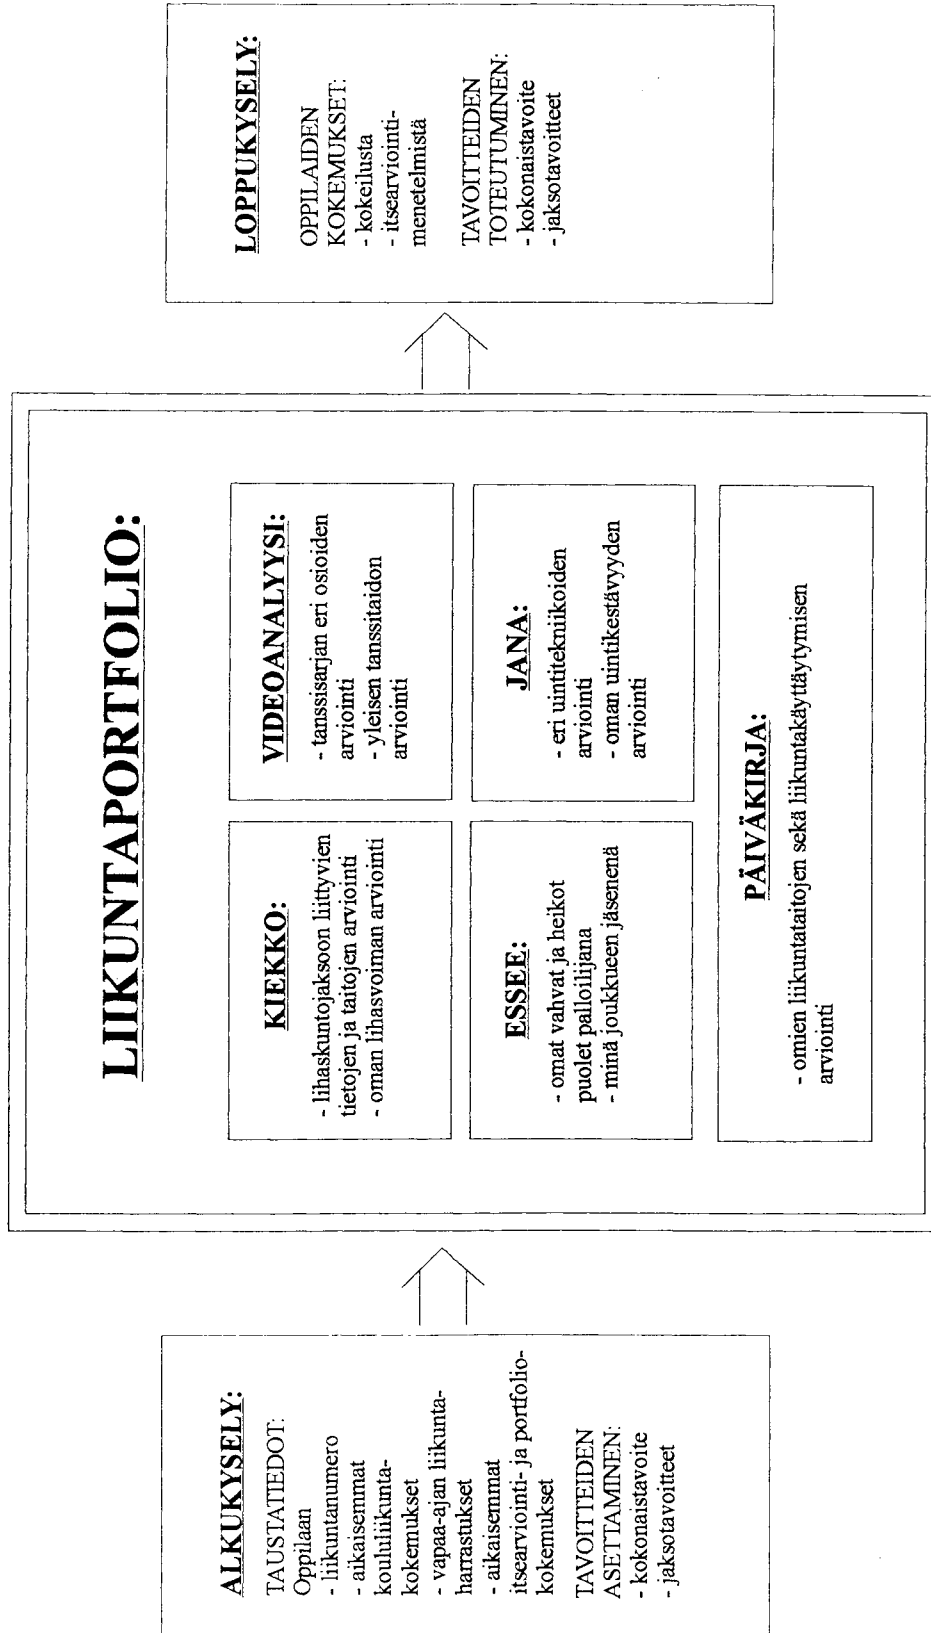 ALKUKYSELY:
TAUSTATIEDOT:
Oppilaan
- liikuntanumero
- aikaisemmat
koululiikunta-
kokemukset
- vapaa-ajan liikunta-
harrastukset
- aikaisemmat
itsearviointi- ja portfolio-
kokemukset
TAVOITTEIDEN
ASETTAMINEN:
- kokonaistavoite
- jaksotavoitteet
LIIKUNTAPORTFOLIO:
KIEKKO:
- lihaskuntojaksoon liittyvien
tietojen ja taitojen arviointi
- oman lihasvoiman arviointi
VIDEOANALYYSI:
- tanssisarjan eri osioiden
arviointi
- yleisen tanssitaidon
arviointi
ESSEE:
- omat vahvat ja heikot
puolet palloilijana
- minä joukkueen jäsenenä
JANA:
- eri uintitekniikoiden
arviointi
- oman uintikestävyyden
arviointi
PÄIVÄKIRJA:
- omien liikuntataitojen sekä liikuntakäyttäytymisen
arviointi
LOPPUKYSELY:
OPPILAIDEN
KOKEMUKSET:
- kokeilusta
- itsearviointi-
menetelmistä
TAVOITTEIDEN
TOTEUTUMINEN:
- kokonaistavoite
- jaksotavoitteet